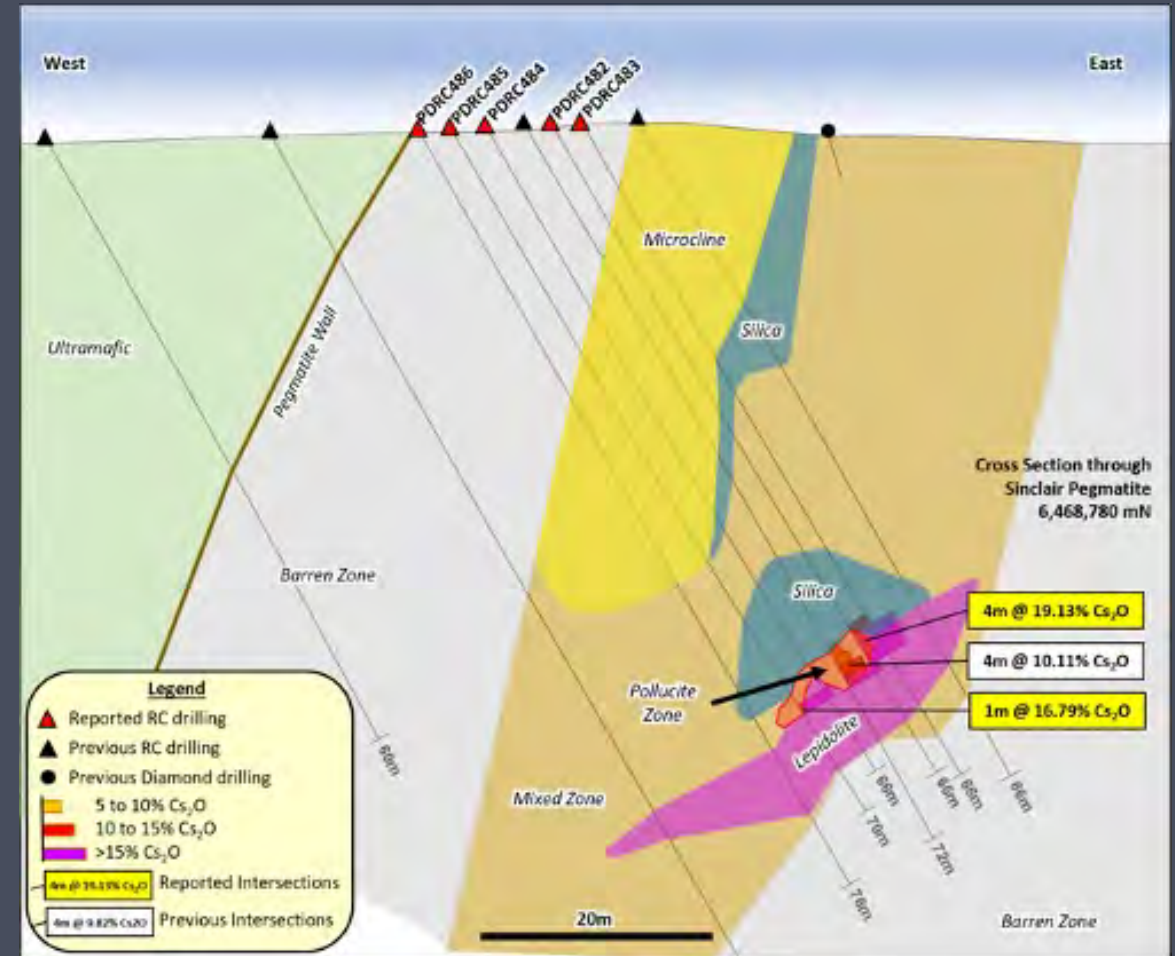 West
East
PDRC486
PDRC485
PDRC484
PDRC482
PDRC483
Microcline
Silica
Ultramafic
Pegmatite Wall
Cross Section through
Sinclair Pegmatite
6,468,780 mN
Barren Zone
Silica
4m @ 19.13% Cs₂O
4m @ 10.11% Cs₂O
1m @ 16.79% Cs₂O
Pollucite
Zone
Lepidolite
Mixed Zone
60m
69m
66m
66m
66m
79m
72m
76m
20m
Barren Zone
Legend
Reported RC drilling
Previous RC drilling
Previous Diamond drilling
5 to 10% Cs₂O
10 to 15% Cs₂O
>15% Cs₂O
Reported Intersections
4m @ 9.82% Cs2O Previous Intersections